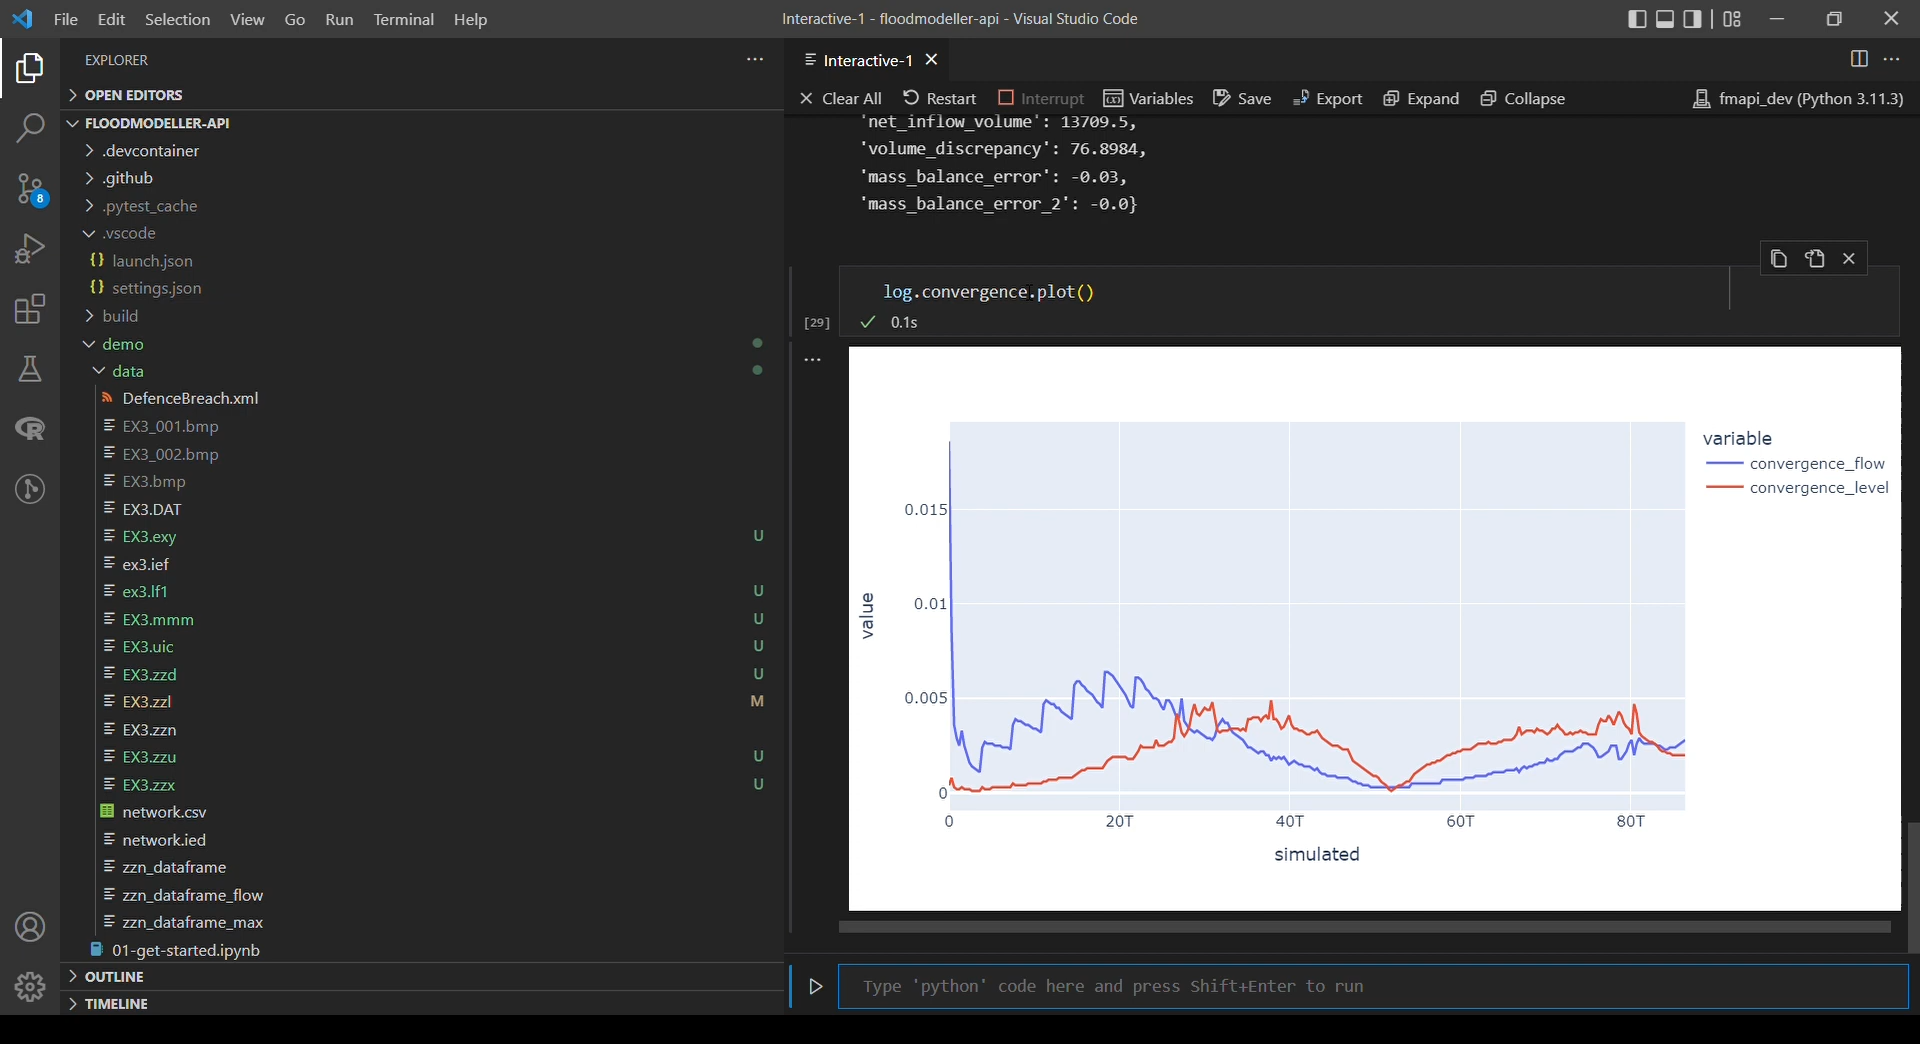 File Edit Selection View Go Run Terminal Help
Interactive-1 - floodmodeller-api - Visual Studio Code
EXPLORER
OPEN EDITORS
FLOODMODELLER-API
.devcontainer
.github
.pytest_cache
.vscode
{} launch.json
{} settings.json
build
demo
data
DefenceBreach.xml
EX3_001.bmp
EX3_002.bmp
EX3.bmp
EX3.DAT
EX3.exy U
ex3.ief
ex3.lf1 U
EX3.mmm U
EX3.uic U
EX3.zzd U
EX3.zzl M
EX3.zzn
EX3.zzu U
EX3.zzx U
network.csv
network.ied
zzn_dataframe
zzn_dataframe_flow
zzn_dataframe_max
01-get-started.ipynb
OUTLINE
TIMELINE
8
Interactive-1
Clear All Restart Interrupt Variables Save Export Expand Collapse fmapi_dev (Python 3.11.3)
'net_inflow_volume': 13709.5,
'volume_discrepancy': 76.8984,
'mass_balance_error': -0.03,
'mass_balance_error_2': -0.0}
log.convergence.plot()
[29] 0.1s
variable
convergence_flow
convergence_level
0.015
0.01
0.005
0
value
0 20T 40T 60T 80T
simulated
Type 'python' code here and press Shift+Enter to run